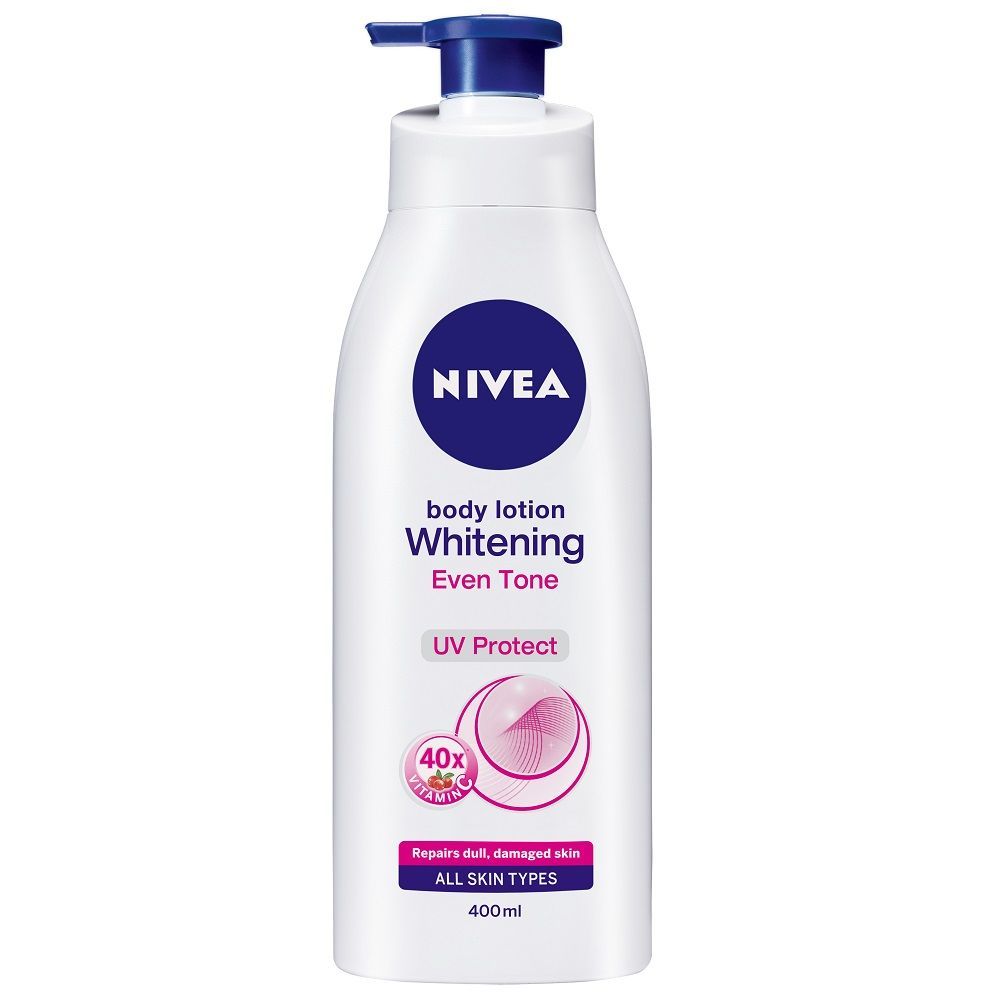 NIVEA
body lotion
Whitening
Even Tone
UV Protect
40x
VITAMIN C
Repairs dull, damaged skin
ALL SKIN TYPES
400ml